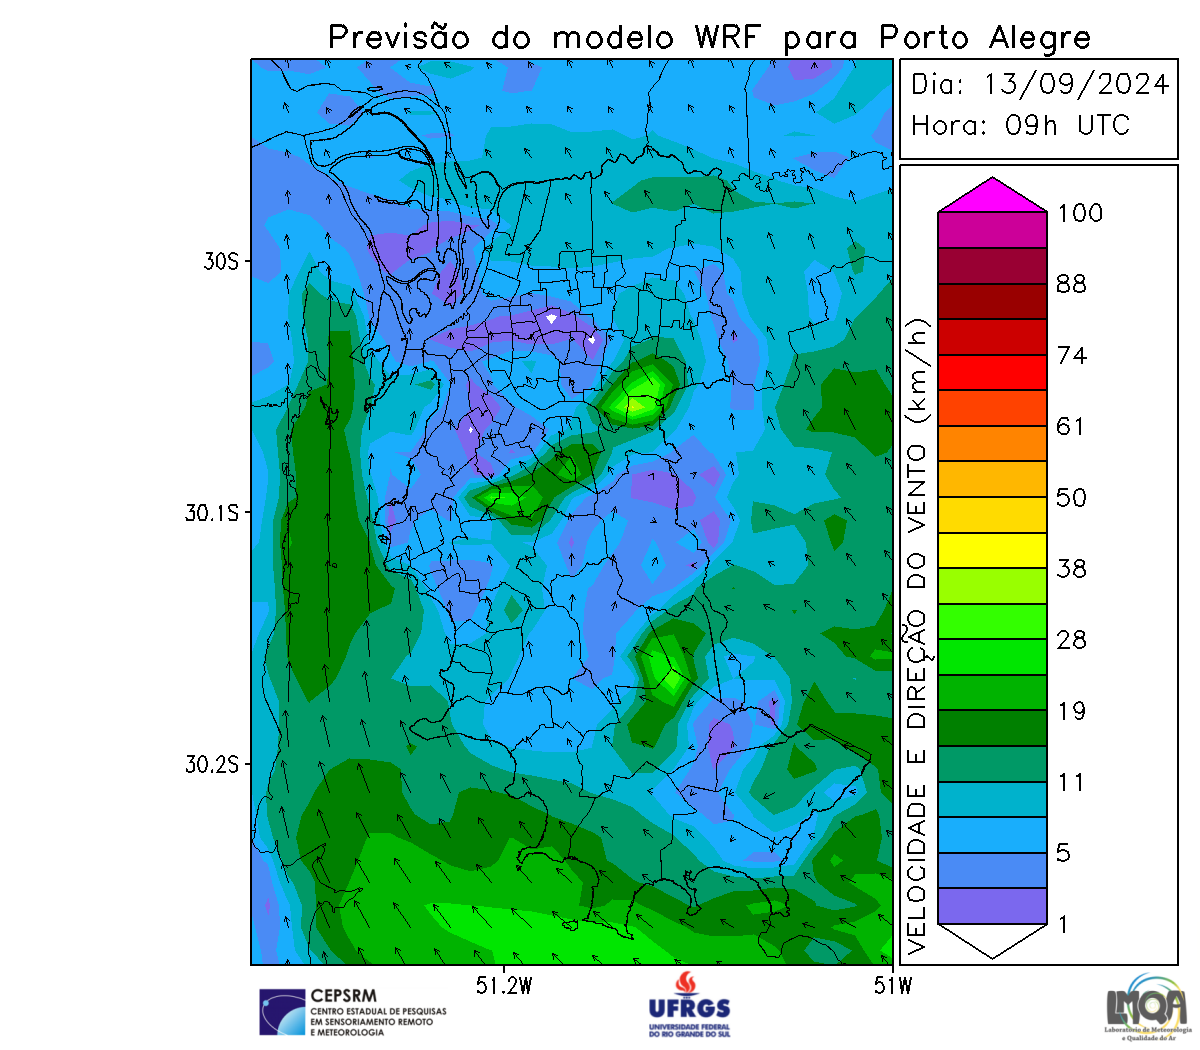 Previsão do modelo WRF para Porto Alegre
Dia: 13/09/2024
Hora: 09h UTC
30S
30.1S
30.2S
51.2W
51W
VELOCIDADE E DIREÇÃO DO VENTO (km/h)
100
88
74
61
50
38
28
19
11
5
1
CEPSRM
CENTRO ESTADUAL DE PESQUISAS
EM SENSORIAMENTO REMOTO
E METEOROLOGIA
UFRGS
UNIVERSIDADE FEDERAL
DO RIO GRANDE DO SUL
LMQA
Laboratório de Meteorologia
e Qualidade do Ar